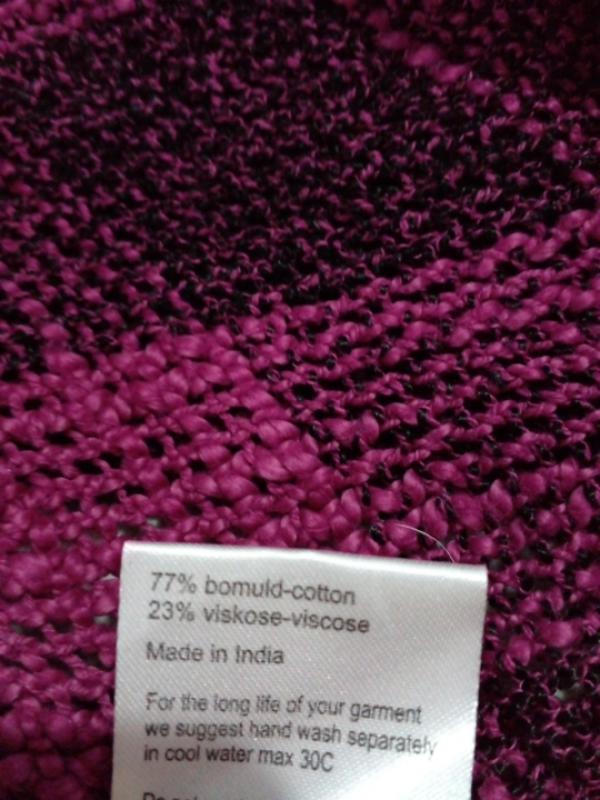 77% bomuld-cotton
23% viskose-viscose
Made in India
For the long life of your garment
we suggest hand wash separately
in cool water max 30C